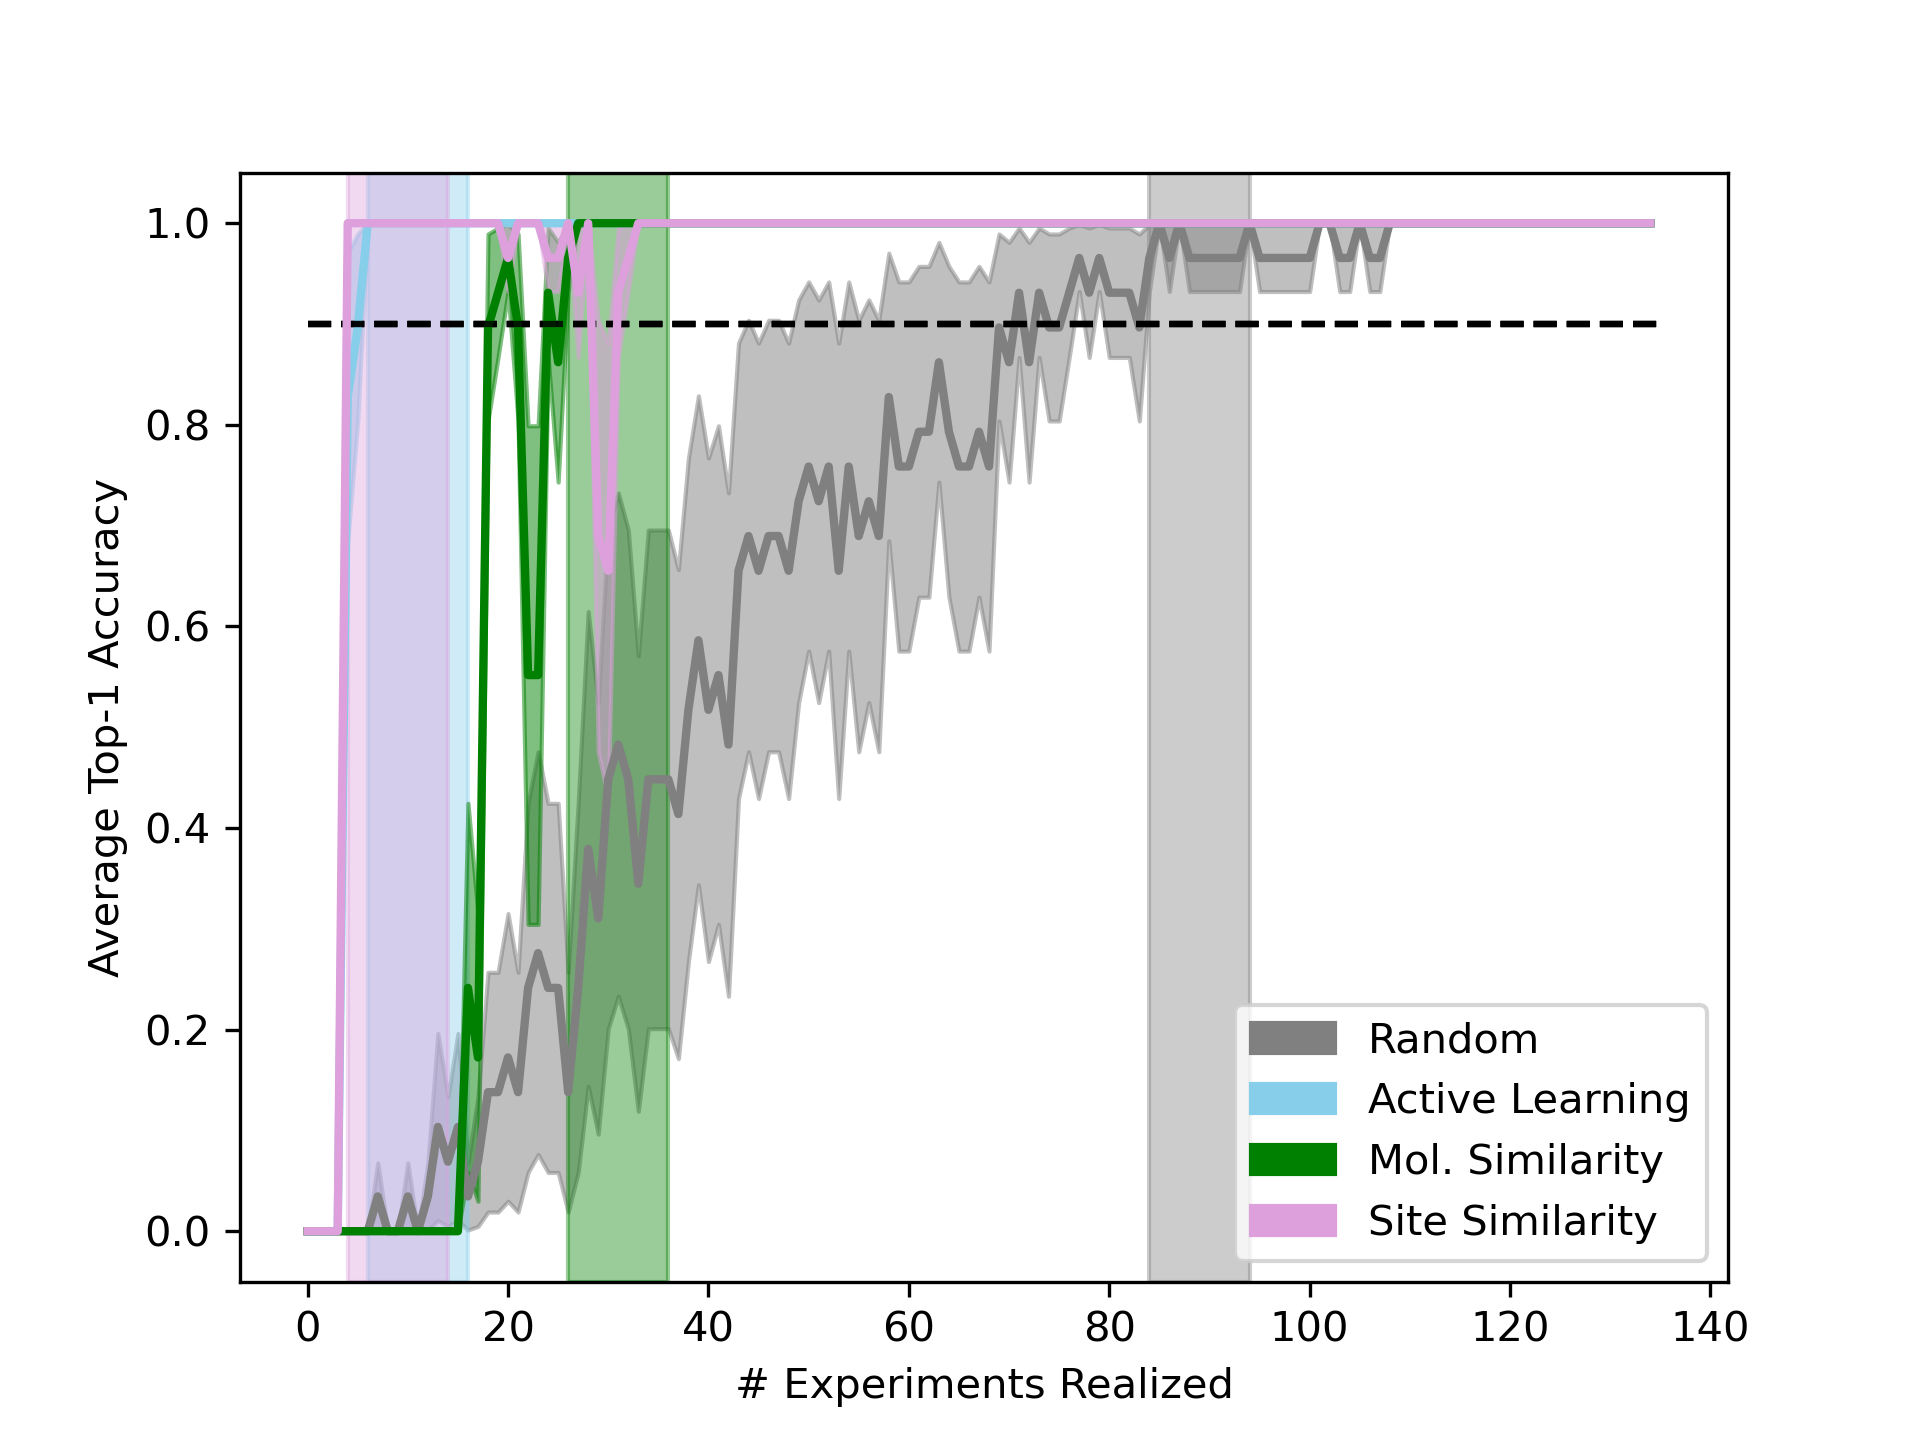 1.0
0.8
0.6
0.4
0.2
0.0
Average Top-1 Accuracy
0 20 40 60 80 100 120 140
# Experiments Realized
Random
Active Learning
Mol. Similarity
Site Similarity